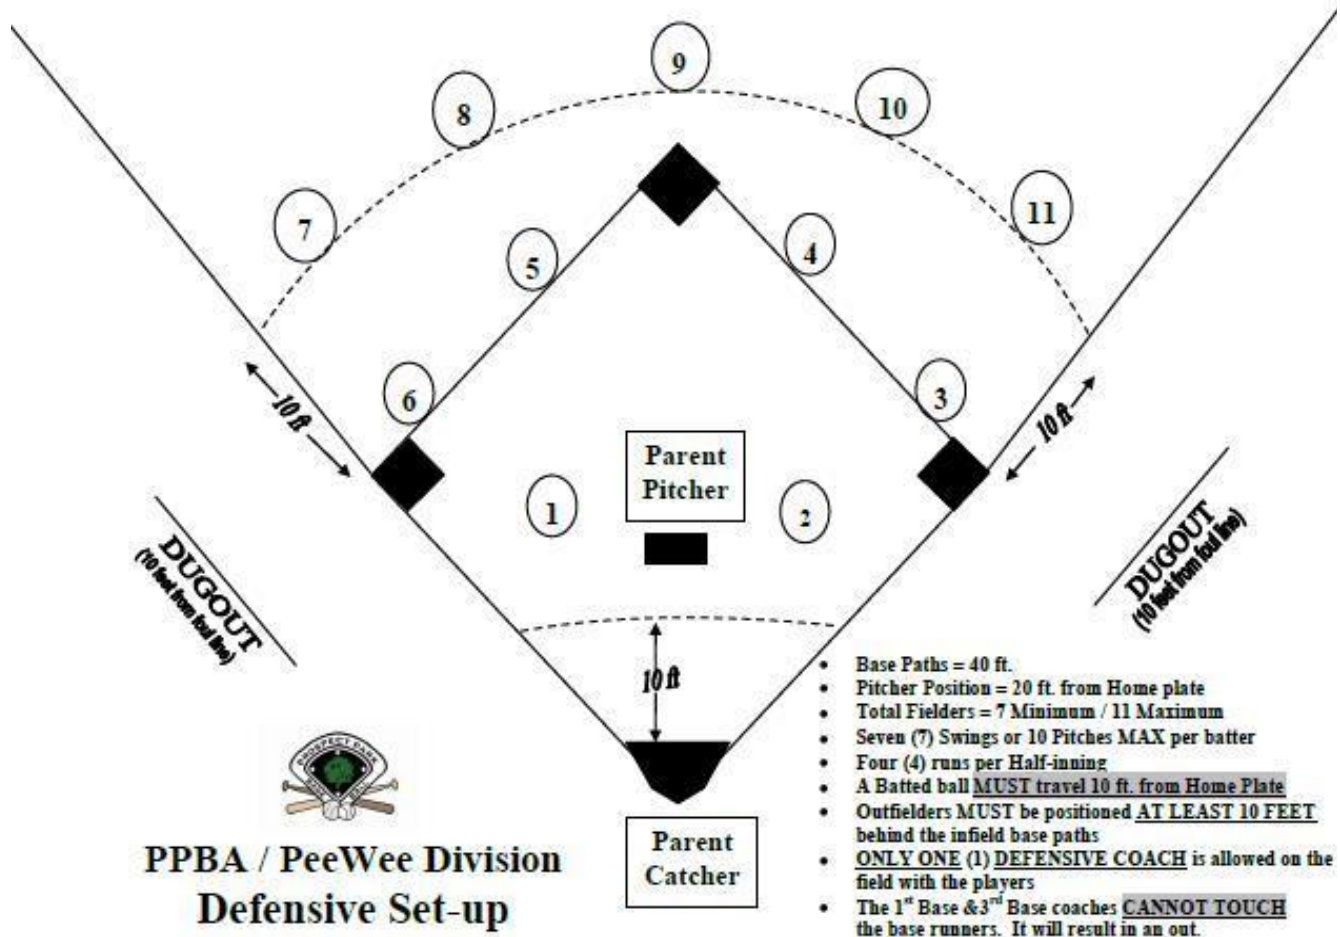 9
8
10
7
11
5
4
6
3
10 ft
10 ft
Parent
Pitcher
1
2
DUGOUT
(10 feet from foul line)
DUGOUT
(10 feet from foul line)
10 ft
• Base Paths = 40 ft.
• Pitcher Position = 20 ft. from Home plate
• Total Fielders = 7 Minimum / 11 Maximum
• Seven (7) Swings or 10 Pitches MAX per batter
• Four (4) runs per Half-inning
• A Batted ball MUST travel 10 ft. from Home Plate
• Outfielders MUST be positioned AT LEAST 10 FEET
behind the infield base paths
• ONLY ONE (1) DEFENSIVE COACH is allowed on the
field with the players
• The 1st Base &3rd Base coaches CANNOT TOUCH
the base runners. It will result in an out.
PROSPECT PARK
Parent
Catcher
PPBA / PeeWee Division
Defensive Set-up